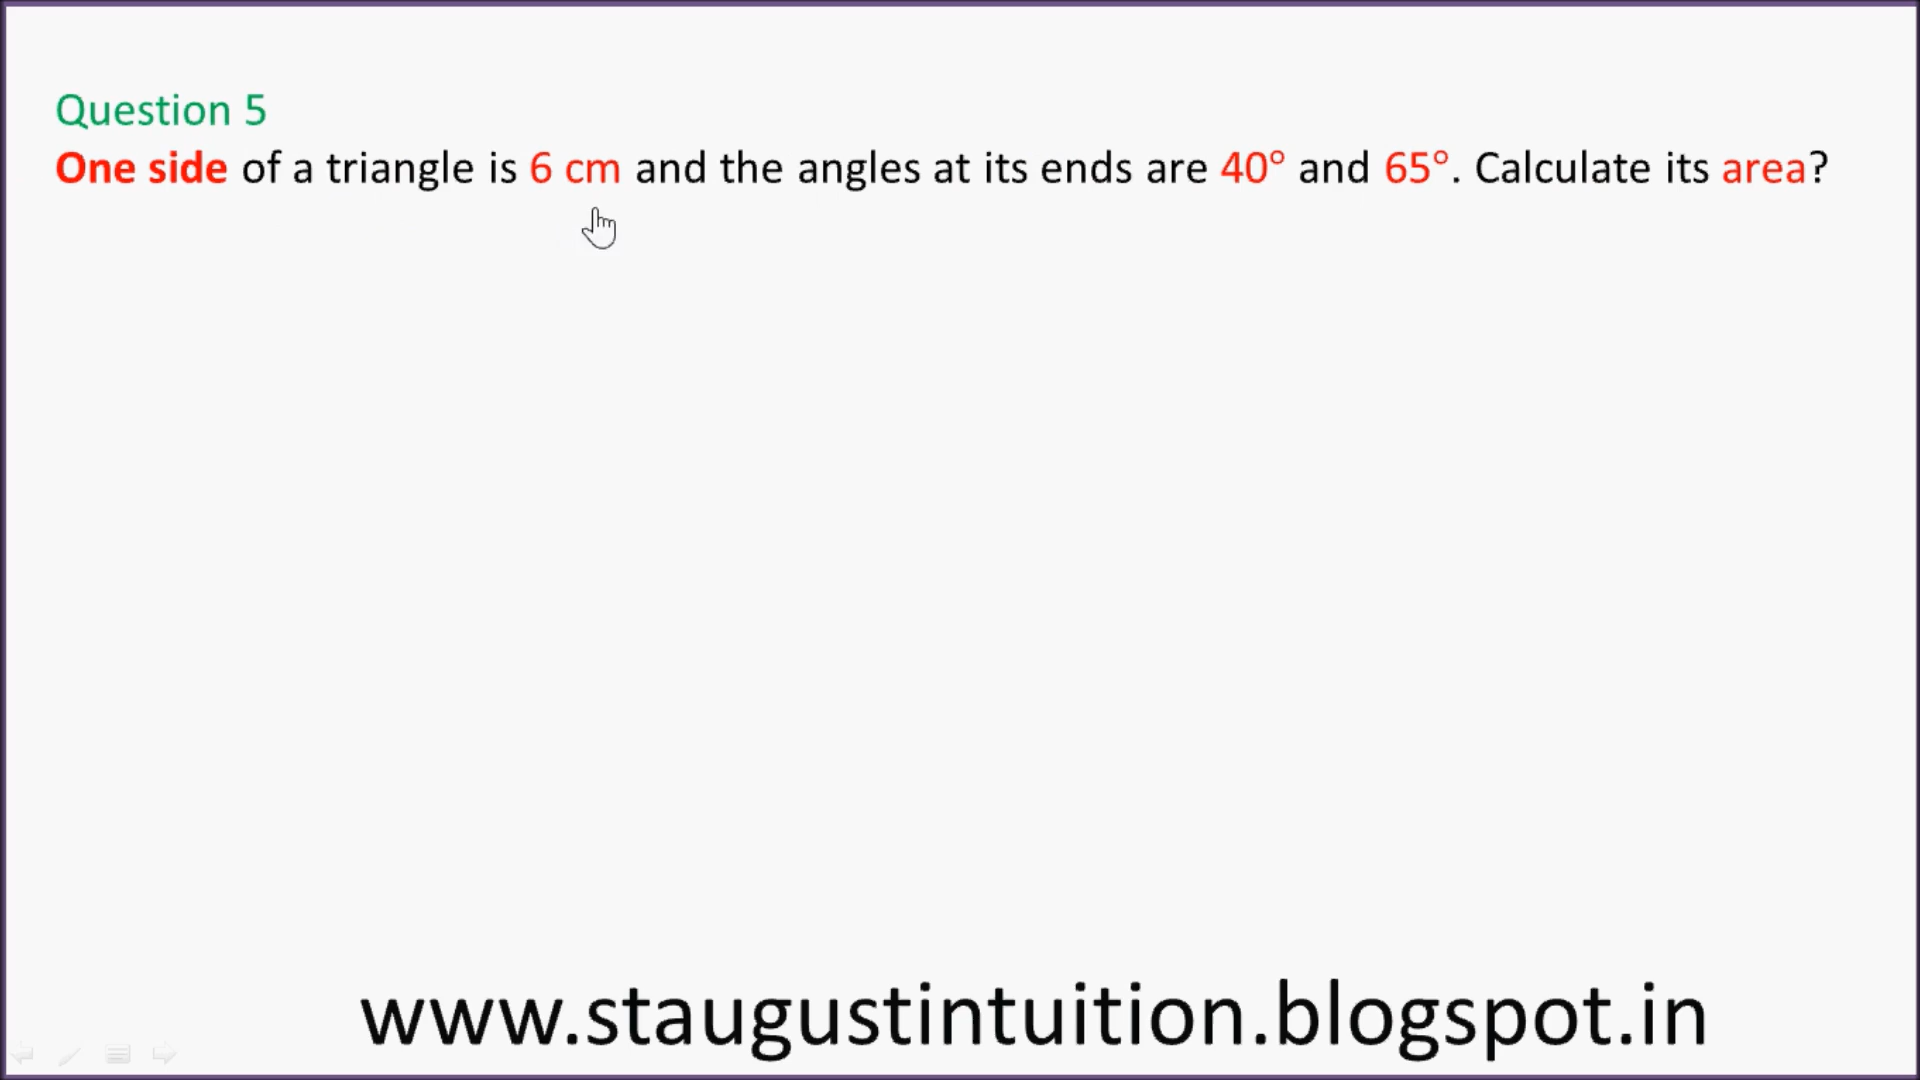 Question 5
One side of a triangle is 6 cm and the angles at its ends are 40° and 65°. Calculate its area?
www.staugustintuition.blogspot.in